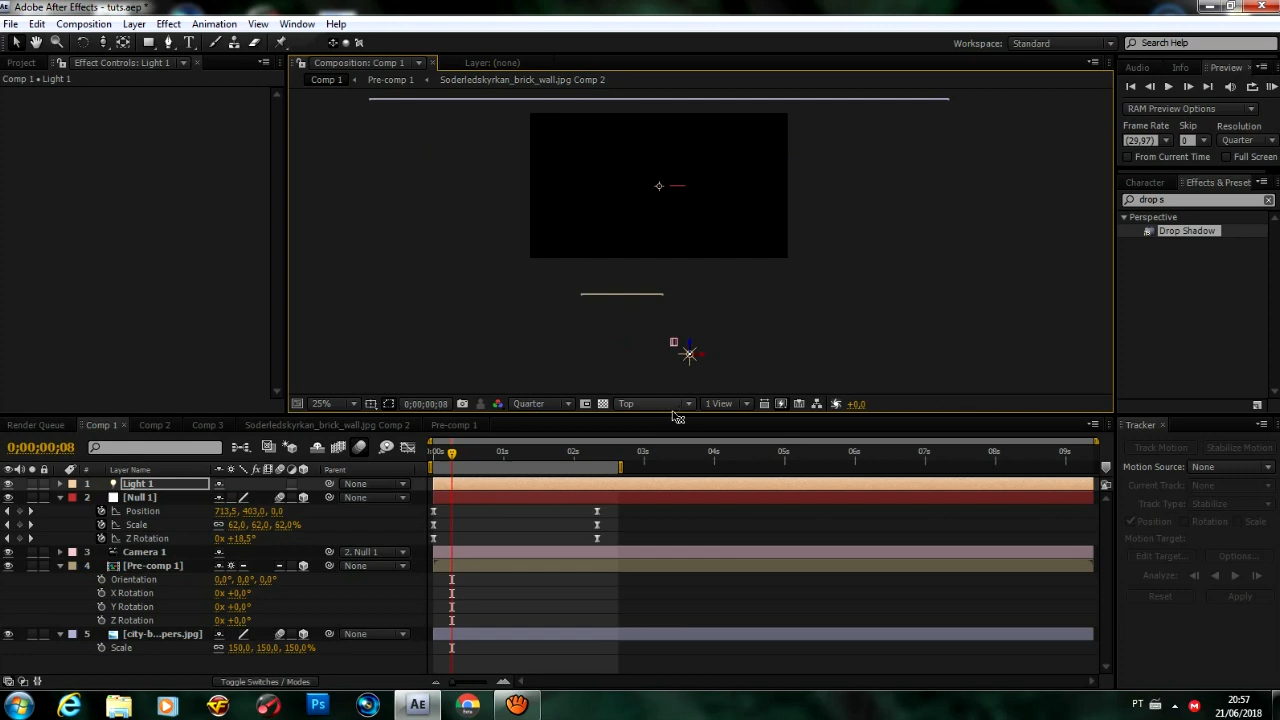 Adobe After Effects - tuts.aep *
File Edit Composition Layer Effect Animation View Window Help
Workspace: Standard Search Help
Project Effect Controls: Light 1 Composition: Comp 1 Layer: (none) Audio Info Preview
Comp 1 • Light 1
Comp 1 Pre-comp 1 Soderledskyrkan_brick_wall.jpg Comp 2
RAM Preview Options
Frame Rate Skip Resolution
(29,97) 0 Quarter
From Current Time Full Screen
Character Effects & Preset
drop s
Perspective
Drop Shadow
25% 0;00;00;08 Quarter Top 1 View +0,0
Render Queue Comp 1 Comp 2 Comp 3 Soderledskyrkan_brick_wall.jpg Comp 2 Pre-comp 1 Tracker
0;00;00;08
Track Motion Stabilize Motion
:00s 01s 02s 03s 04s 05s 06s 07s 08s 09s
Motion Source: None
# Layer Name fx Parent
Current Track: None
1 Light 1 None
2 [Null 1] None
Track Type: Stabilize
Position 713,5, 403,0, 0,0
Position Rotation Scale
Scale 62,0, 62,0, 62,0%
Z Rotation 0x +18,5°
Motion Target:
3 Camera 1 2. Null 1
Edit Target... Options...
4 [Pre-comp 1] None
Orientation 0,0°, 0,0°, 0,0°
Analyze:
X Rotation 0x +0,0°
Reset Apply
Y Rotation 0x +0,0°
Z Rotation 0x +0,0°
5 [city-b...pers.jpg] None
Scale 150,0, 150,0, 150,0%
Toggle Switches / Modes
Ps AE PT 20:57
21/06/2018